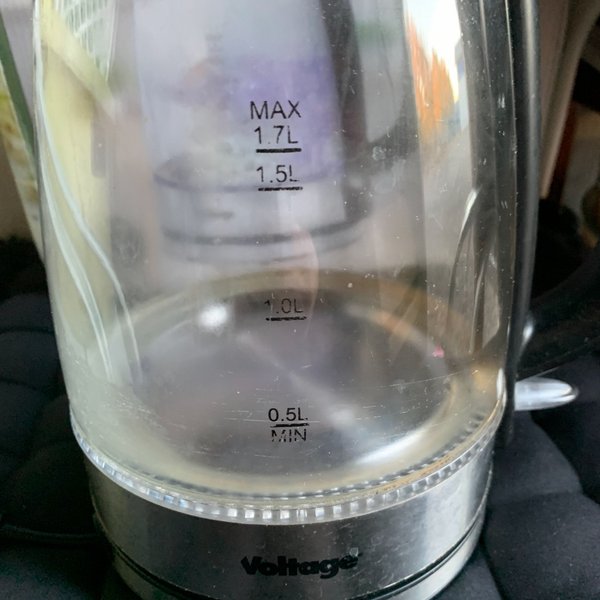 MAX
1.7L
1.5L
1.0L
0.5L
MIN
Voltage